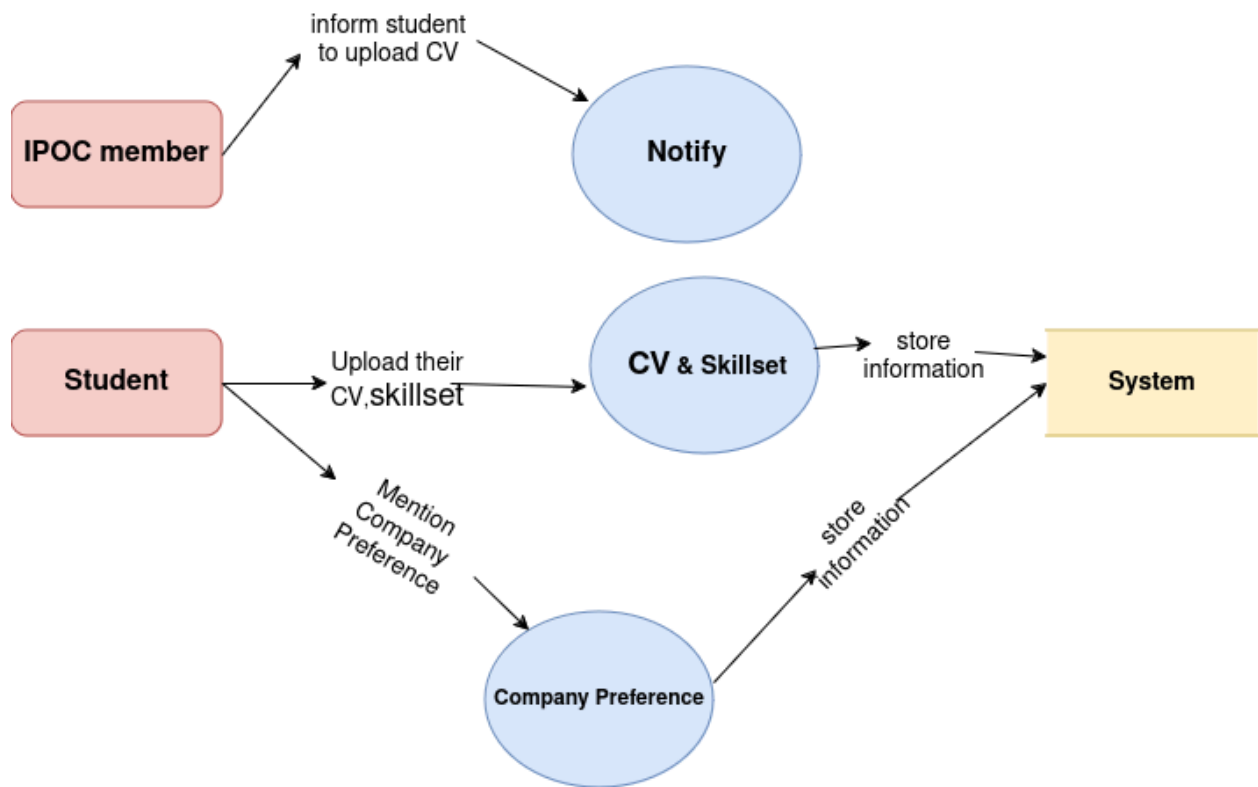 inform student
to upload CV
IPOC member
Notify
Student
Upload their
CV,skillset
CV & Skillset
store
information
System
Mention
Company
Preference
store
information
Company Preference